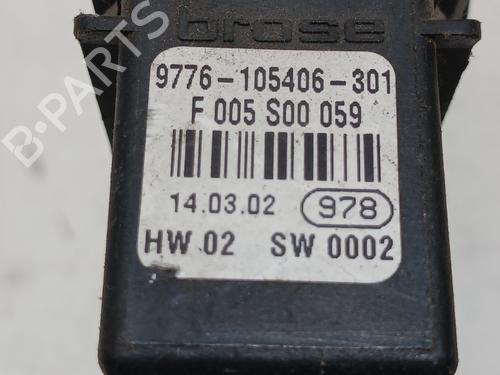 brose
9776-105406-301
F 005 S00 059
14.03.02 978
HW 02 SW 0002
B-Parts